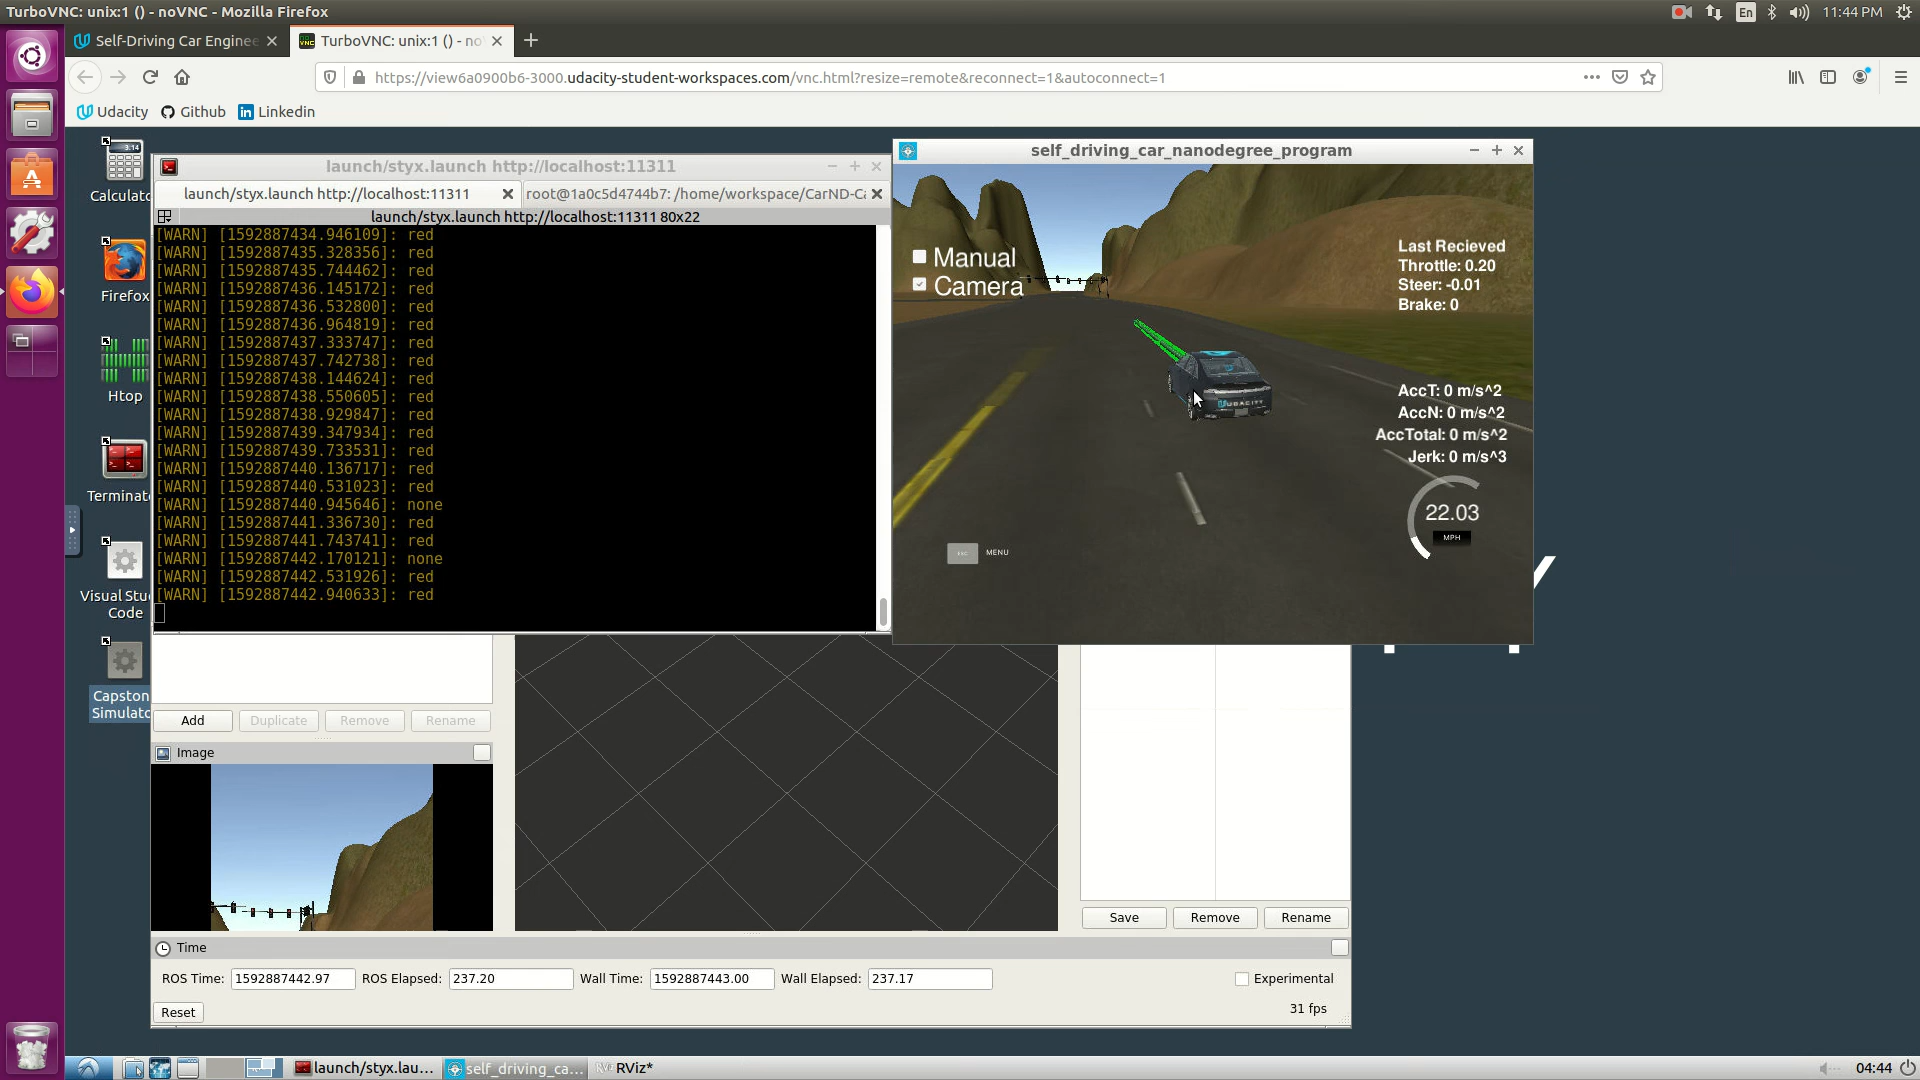 TurboVNC: unix:1 () - noVNC - Mozilla Firefox
En
11:44 PM
Self-Driving Car Enginee
TurboVNC: unix:1 () - no
https://view6a0900b6-3000.udacity-student-workspaces.com/vnc.html?resize=remote&reconnect=1&autoconnect=1
Udacity
Github
Linkedin
3.14
Calculato
Firefox
Htop
Terminato
Visual Stu
Code
Capston
Simulato
launch/styx.launch http://localhost:11311
launch/styx.launch http://localhost:11311
root@1a0c5d4744b7: /home/workspace/CarND-Ca
launch/styx.launch http://localhost:11311 80x22
[WARN] [1592887434.946109]: red
[WARN] [1592887435.328356]: red
[WARN] [1592887435.744462]: red
[WARN] [1592887436.145172]: red
[WARN] [1592887436.532800]: red
[WARN] [1592887436.964819]: red
[WARN] [1592887437.333747]: red
[WARN] [1592887437.742738]: red
[WARN] [1592887438.144624]: red
[WARN] [1592887438.550605]: red
[WARN] [1592887438.929847]: red
[WARN] [1592887439.347934]: red
[WARN] [1592887439.733531]: red
[WARN] [1592887440.136717]: red
[WARN] [1592887440.531023]: red
[WARN] [1592887440.945646]: none
[WARN] [1592887441.336730]: red
[WARN] [1592887441.743741]: red
[WARN] [1592887442.170121]: none
[WARN] [1592887442.531926]: red
[WARN] [1592887442.940633]: red
self_driving_car_nanodegree_program
Manual
Camera
Last Recieved
Throttle: 0.20
Steer: -0.01
Brake: 0
UDACITY
AccT: 0 m/s^2
AccN: 0 m/s^2
AccTotal: 0 m/s^2
Jerk: 0 m/s^3
22.03
MPH
ESC
MENU
Add
Duplicate
Remove
Rename
Image
Save
Remove
Rename
Time
ROS Time:
1592887442.97
ROS Elapsed:
237.20
Wall Time:
1592887443.00
Wall Elapsed:
237.17
Experimental
Reset
31 fps
launch/styx.lau...
self_driving_ca...
RViz*
04:44